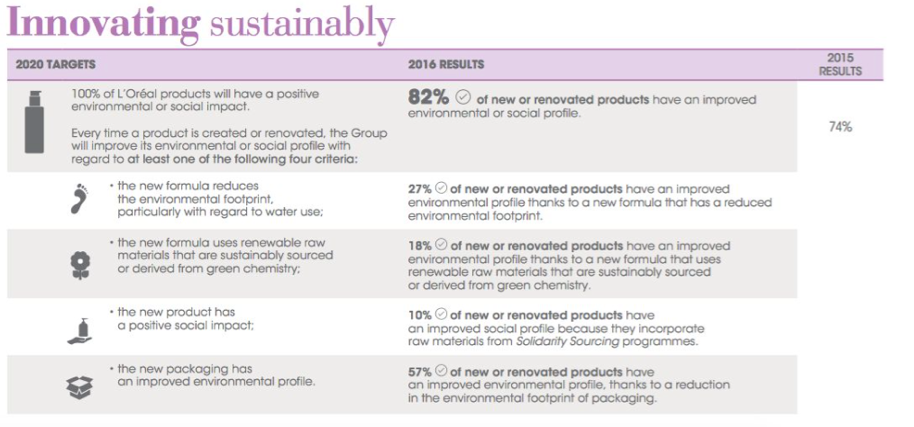 Innovating sustainably
2020 TARGETS
2016 RESULTS
2015
RESULTS
100% of L'Oréal products will have a positive
environmental or social impact.
Every time a product is created or renovated, the Group
will improve its environmental or social profile with
regard to at least one of the following four criteria:
82% of new or renovated products have an improved
environmental or social profile.
74%
• the new formula reduces
the environmental footprint,
particularly with regard to water use;
27% of new or renovated products have an improved
environmental profile thanks to a new formula that has a reduced
environmental footprint.
• the new formula uses renewable raw
materials that are sustainably sourced
or derived from green chemistry;
18% of new or renovated products have an improved
environmental profile thanks to a new formula that uses
renewable raw materials that are sustainably sourced
or derived from green chemistry.
• the new product has
a positive social impact;
10% of new or renovated products have
an improved social profile because they incorporate
raw materials from Solidarity Sourcing programmes.
• the new packaging has
an improved environmental profile.
57% of new or renovated products have
an improved environmental profile, thanks to a reduction
in the environmental footprint of packaging.